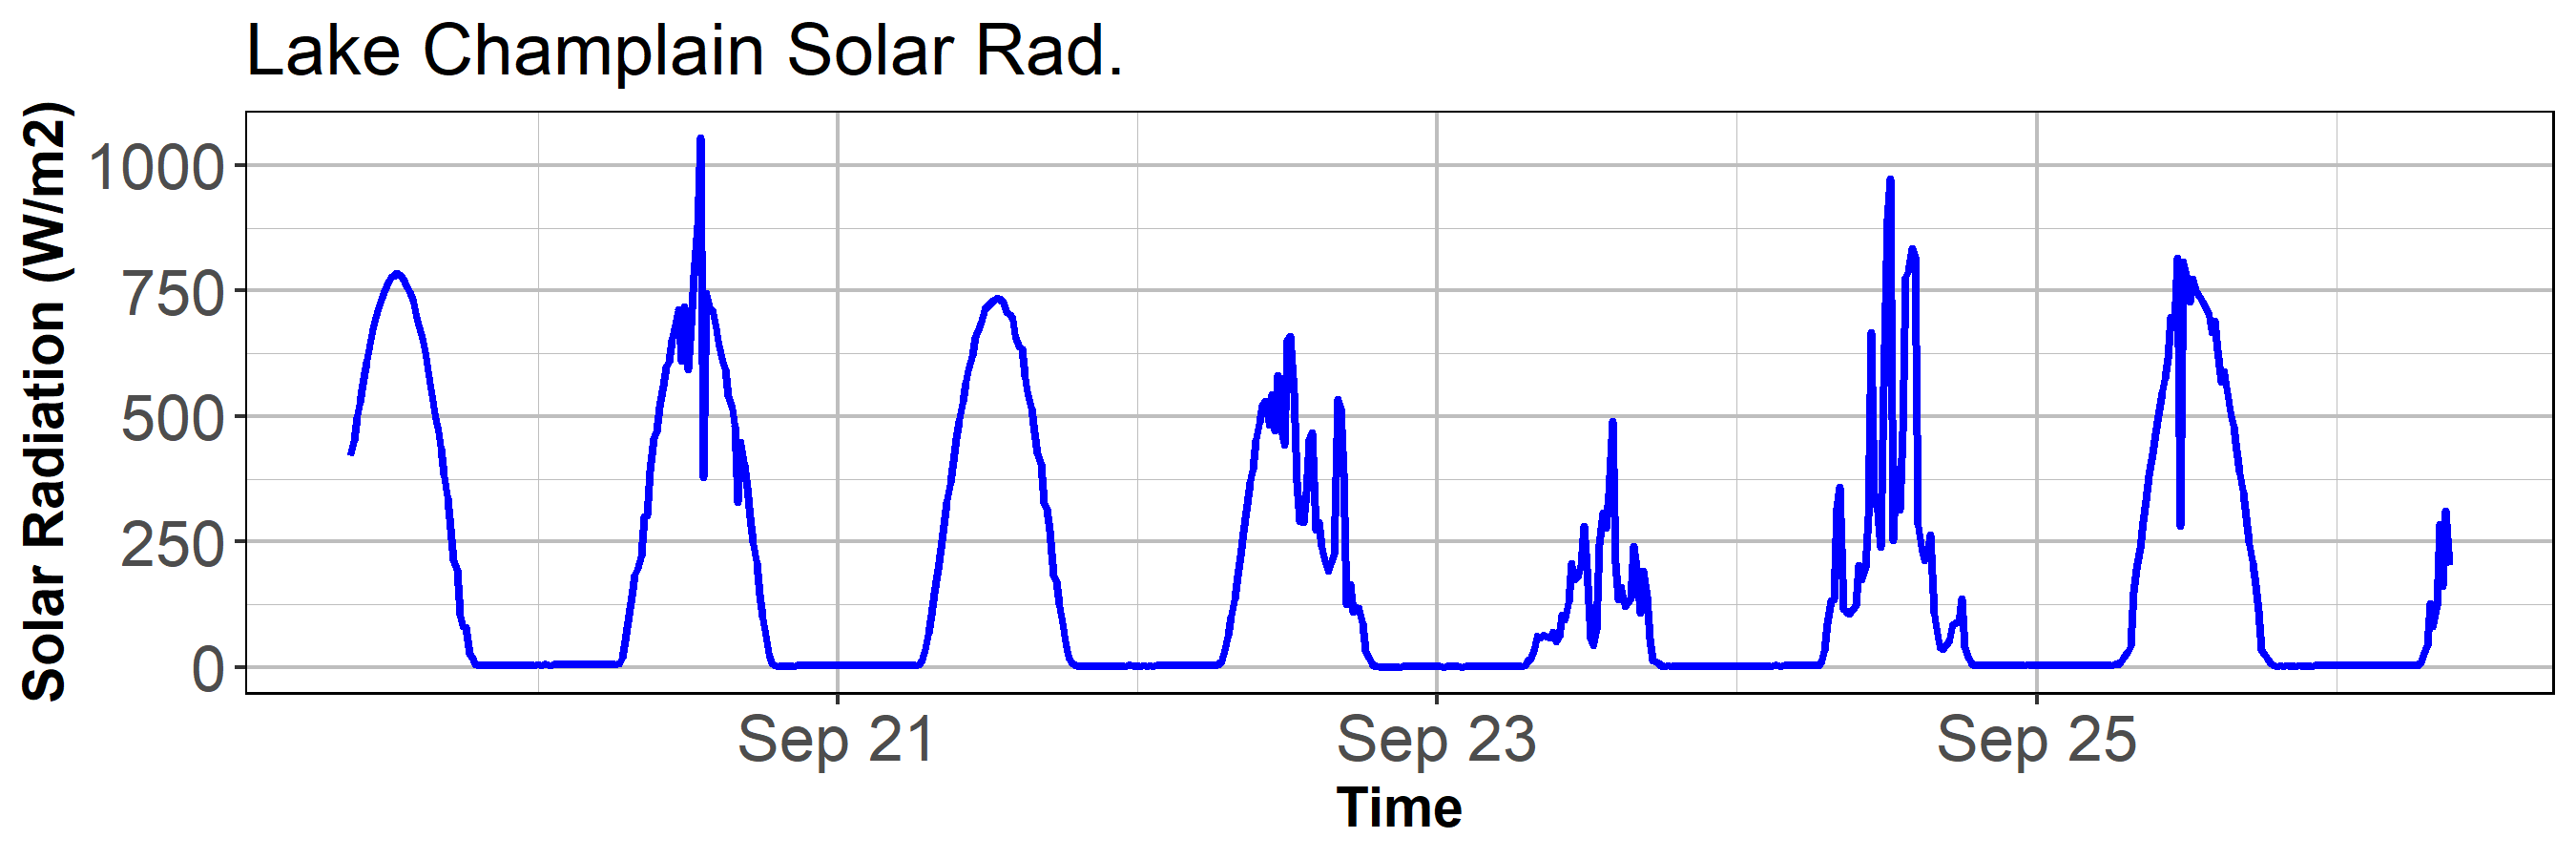 Lake Champlain Solar Rad.
Solar Radiation (W/m2)
1000
750
500
250
0
Sep 21 Sep 23 Sep 25
Time